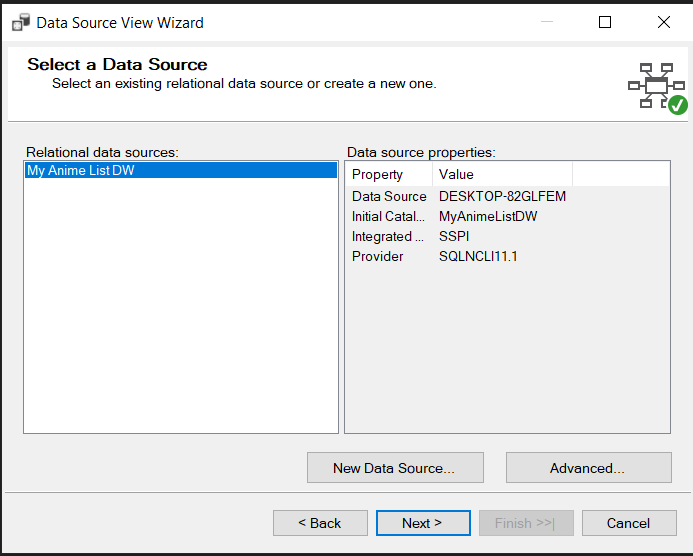 Data Source View Wizard
Select a Data Source
Select an existing relational data source or create a new one.
Relational data sources:
My Anime List DW
Data source properties:
Property Value
Data Source DESKTOP-82GLFEM
Initial Catal... MyAnimeListDW
Integrated ... SSPI
Provider SQLNCLI11.1
New Data Source... Advanced...
< Back Next > Finish >>| Cancel